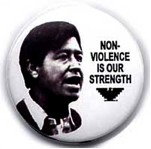 NON-
VIOLENCE
IS OUR
STRENGTH